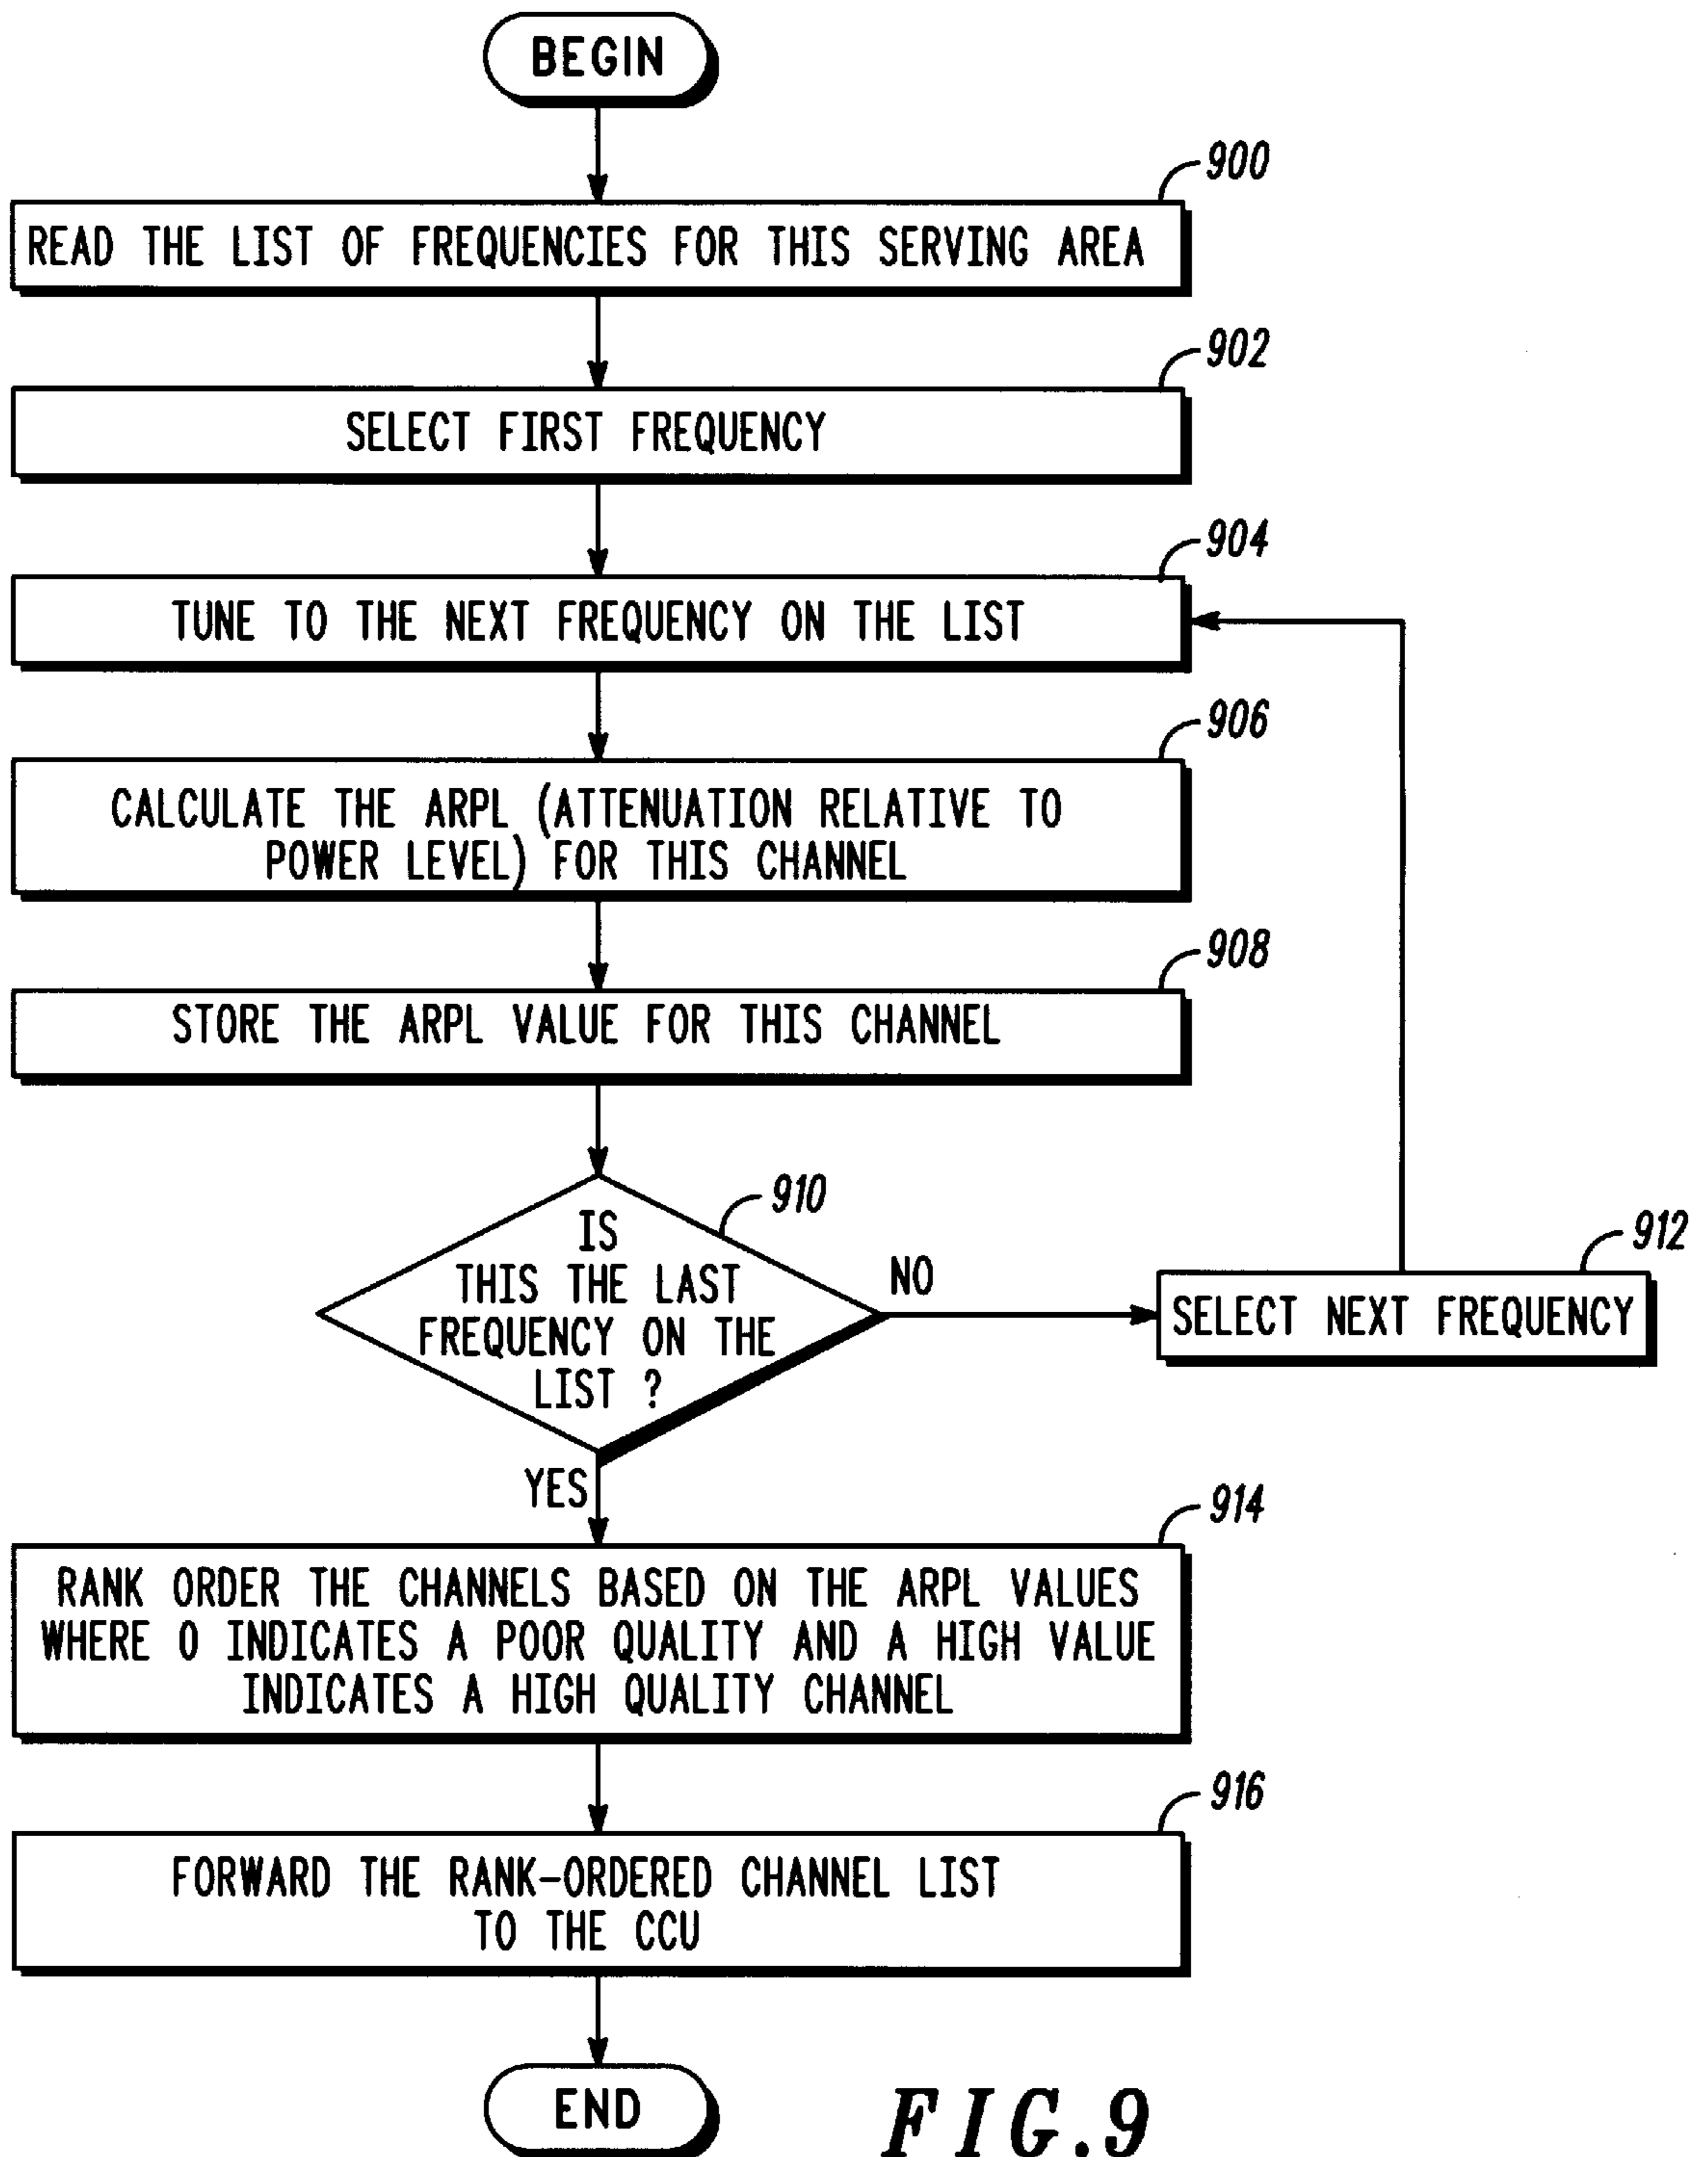 BEGIN
900
READ THE LIST OF FREQUENCIES FOR THIS SERVING AREA
902
SELECT FIRST FREQUENCY
904
TUNE TO THE NEXT FREQUENCY ON THE LIST
906
CALCULATE THE ARPL (ATTENUATION RELATIVE TO
POWER LEVEL) FOR THIS CHANNEL
908
STORE THE ARPL VALUE FOR THIS CHANNEL
910
IS
THIS THE LAST
FREQUENCY ON THE
LIST ?
NO
912
SELECT NEXT FREQUENCY
YES
914
RANK ORDER THE CHANNELS BASED ON THE ARPL VALUES
WHERE 0 INDICATES A POOR QUALITY AND A HIGH VALUE
INDICATES A HIGH QUALITY CHANNEL
916
FORWARD THE RANK-ORDERED CHANNEL LIST
TO THE CCU
END
FIG.9